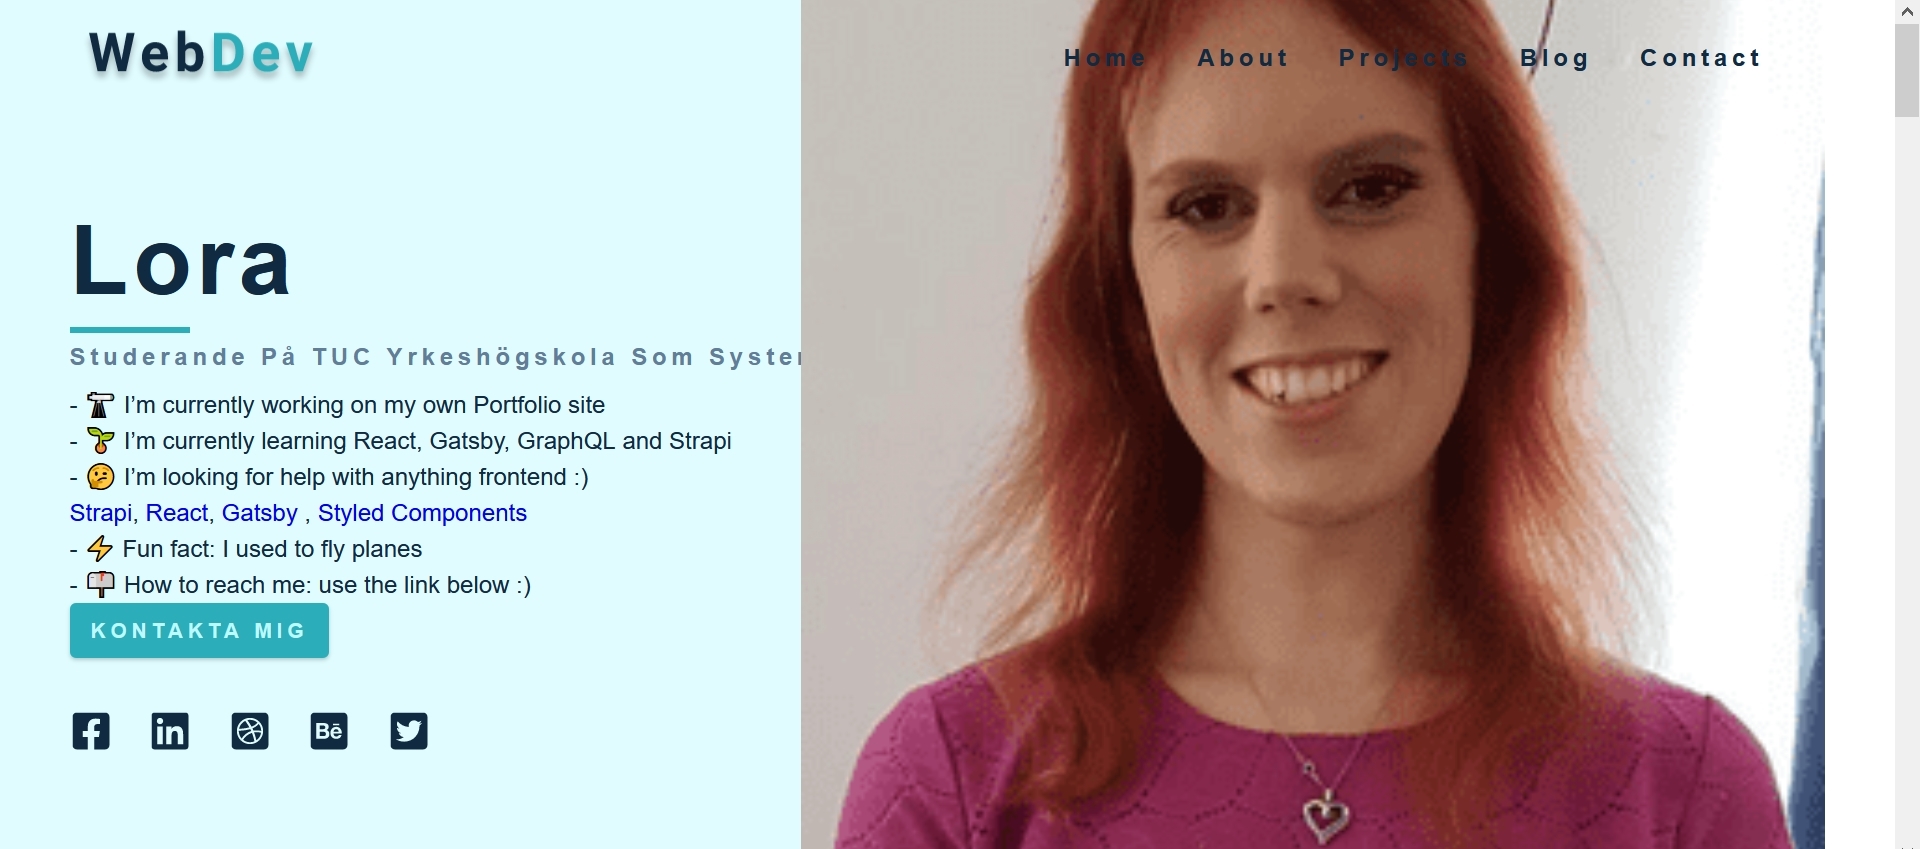 WebDev
Home About Projects Blog Contact
Lora
Studerande På TUC Yrkeshögskola Som
- I’m currently working on my own Portfolio site
- I’m currently learning React, Gatsby, GraphQL and Strapi
- I’m looking for help with anything frontend :)
Strapi, React, Gatsby , Styled Components
- Fun fact: I used to fly planes
- How to reach me: use the link below :)
KONTAKTA MIG
Bē